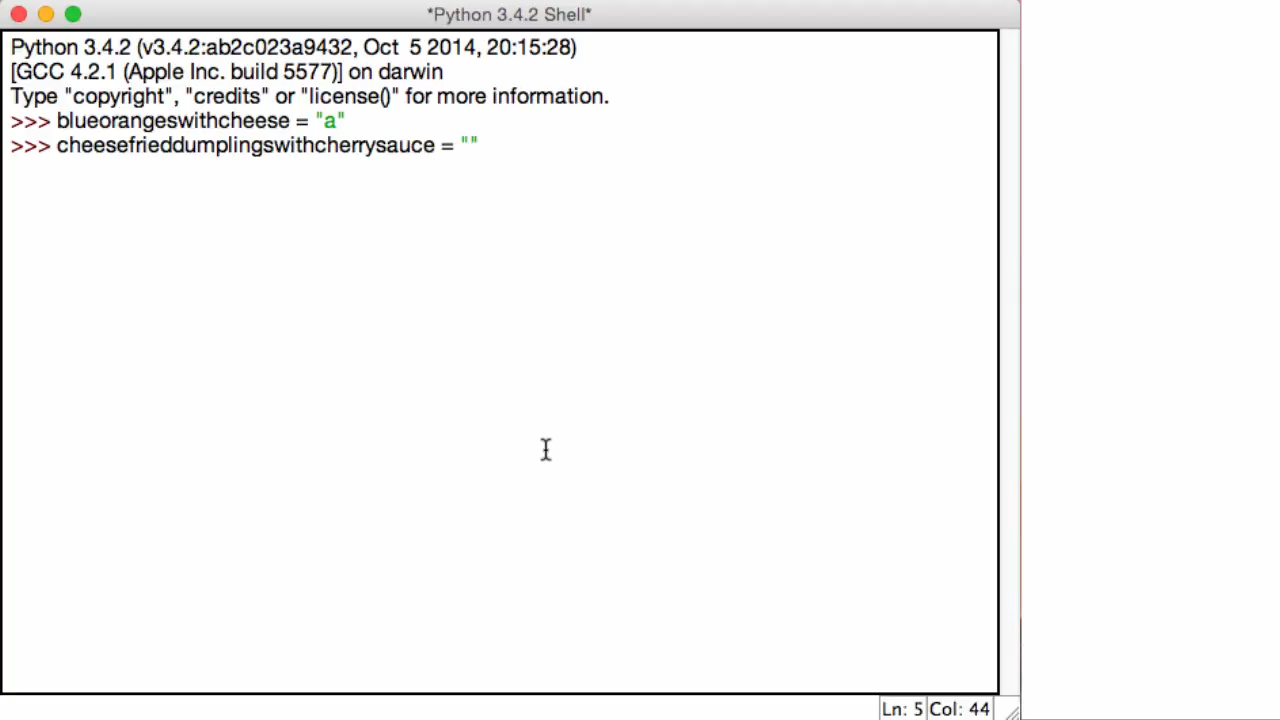 *Python 3.4.2 Shell*
Python 3.4.2 (v3.4.2:ab2c023a9432, Oct  5 2014, 20:15:28)
[GCC 4.2.1 (Apple Inc. build 5577)] on darwin
Type "copyright", "credits" or "license()" for more information.
>>> blueorangeswithcheese = "a"
>>> cheesefrieddumplingswithcherrysauce = ""
Ln: 5 Col: 44